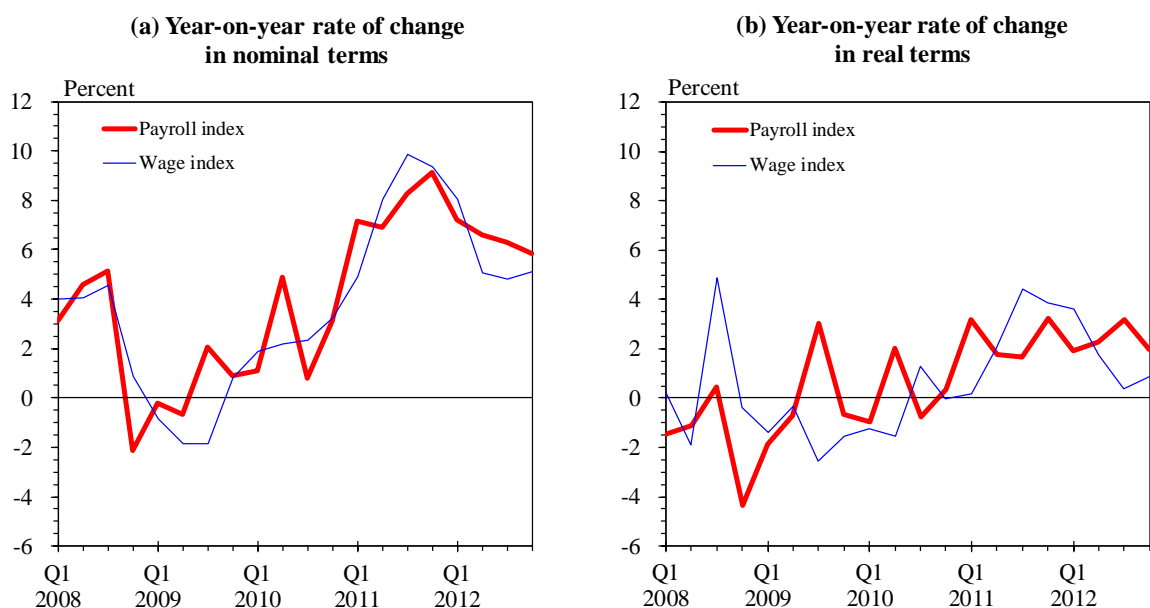 (a) Year-on-year rate of change
in nominal terms
Percent
12
10
8
6
4
2
0
-2
-4
-6
Payroll index
Wage index
Q1 Q1 Q1 Q1 Q1
2008 2009 2010 2011 2012
(b) Year-on-year rate of change
in real terms
Percent
12
10
8
6
4
2
0
-2
-4
-6
Payroll index
Wage index
Q1 Q1 Q1 Q1 Q1
2008 2009 2010 2011 2012